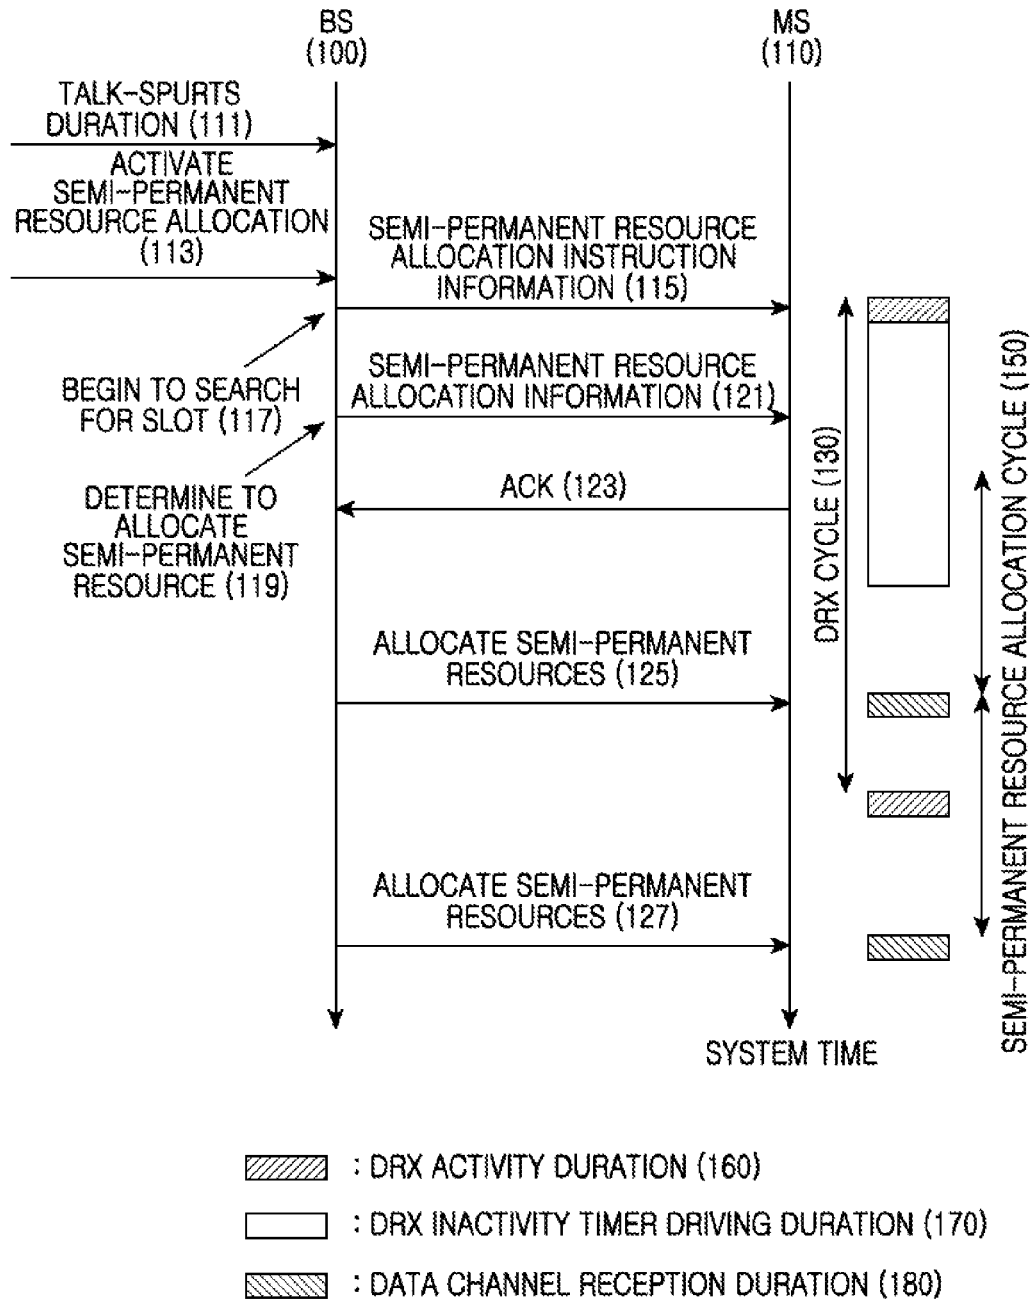 BS
(100)
MS
(110)
TALK-SPURTS
DURATION (111)
ACTIVATE
SEMI-PERMANENT
RESOURCE ALLOCATION
(113)
SEMI-PERMANENT RESOURCE
ALLOCATION INSTRUCTION
INFORMATION (115)
BEGIN TO SEARCH
FOR SLOT (117)
SEMI-PERMANENT RESOURCE
ALLOCATION INFORMATION (121)
DETERMINE TO
ALLOCATE
SEMI-PERMANENT
RESOURCE (119)
ACK (123)
ALLOCATE SEMI-PERMANENT
RESOURCES (125)
ALLOCATE SEMI-PERMANENT
RESOURCES (127)
DRX CYCLE (130)
SEMI-PERMANENT RESOURCE ALLOCATION CYCLE (150)
SYSTEM TIME
: DRX ACTIVITY DURATION (160)
: DRX INACTIVITY TIMER DRIVING DURATION (170)
: DATA CHANNEL RECEPTION DURATION (180)